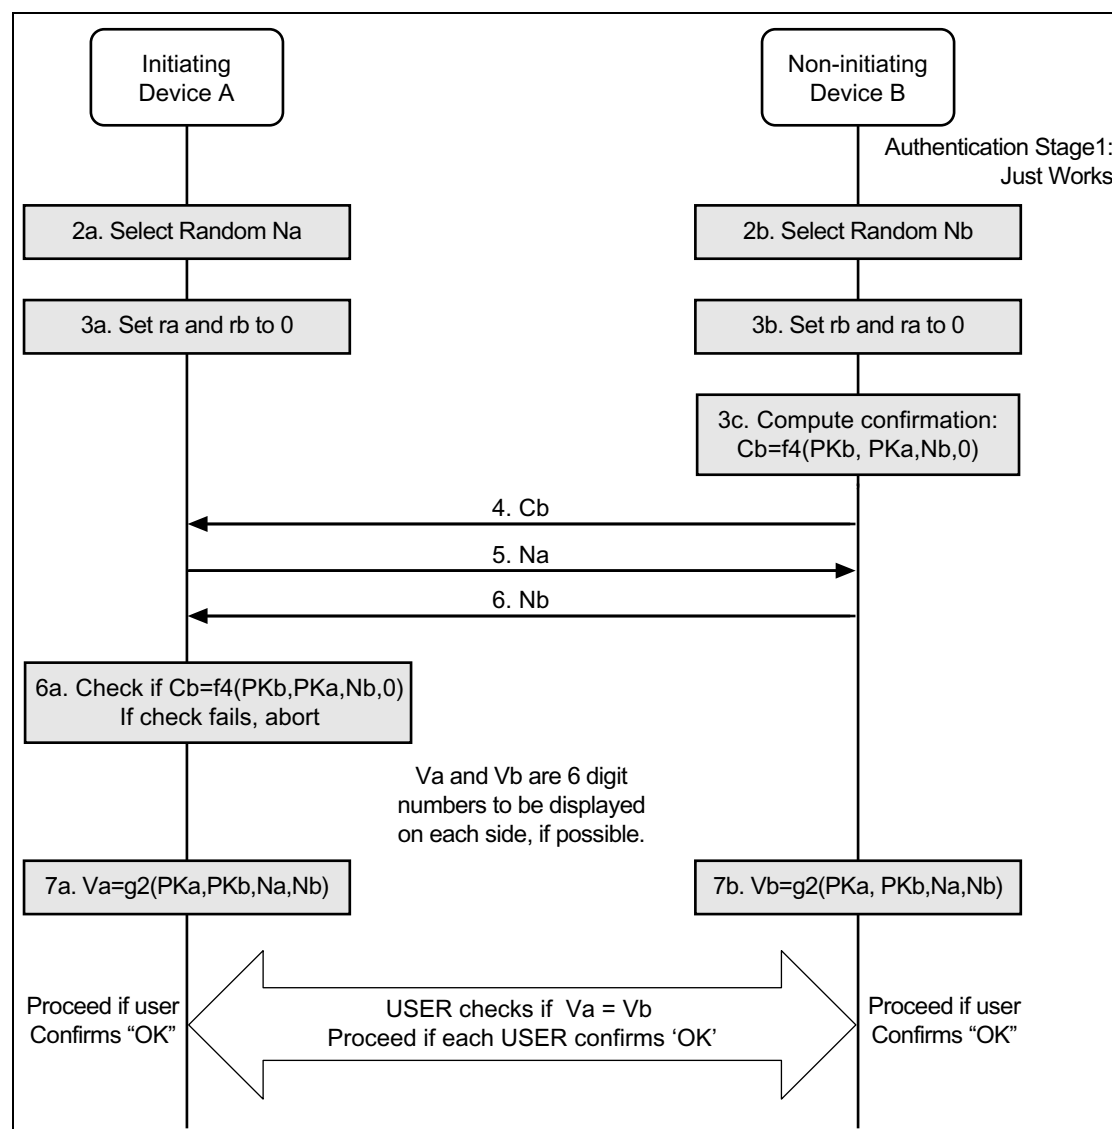 Initiating
Device A
Non-initiating
Device B
Authentication Stage1:
Just Works
2a. Select Random Na
2b. Select Random Nb
3a. Set ra and rb to 0
3b. Set rb and ra to 0
3c. Compute confirmation:
Cb=f4(PKb, PKa,Nb,0)
4. Cb
5. Na
6. Nb
6a. Check if Cb=f4(PKb,PKa,Nb,0)
If check fails, abort
Va and Vb are 6 digit
numbers to be displayed
on each side, if possible.
7a. Va=g2(PKa,PKb,Na,Nb)
7b. Vb=g2(PKa, PKb,Na,Nb)
Proceed if user
Confirms “OK”
USER checks if Va = Vb
Proceed if each USER confirms ‘OK’
Proceed if user
Confirms “OK”